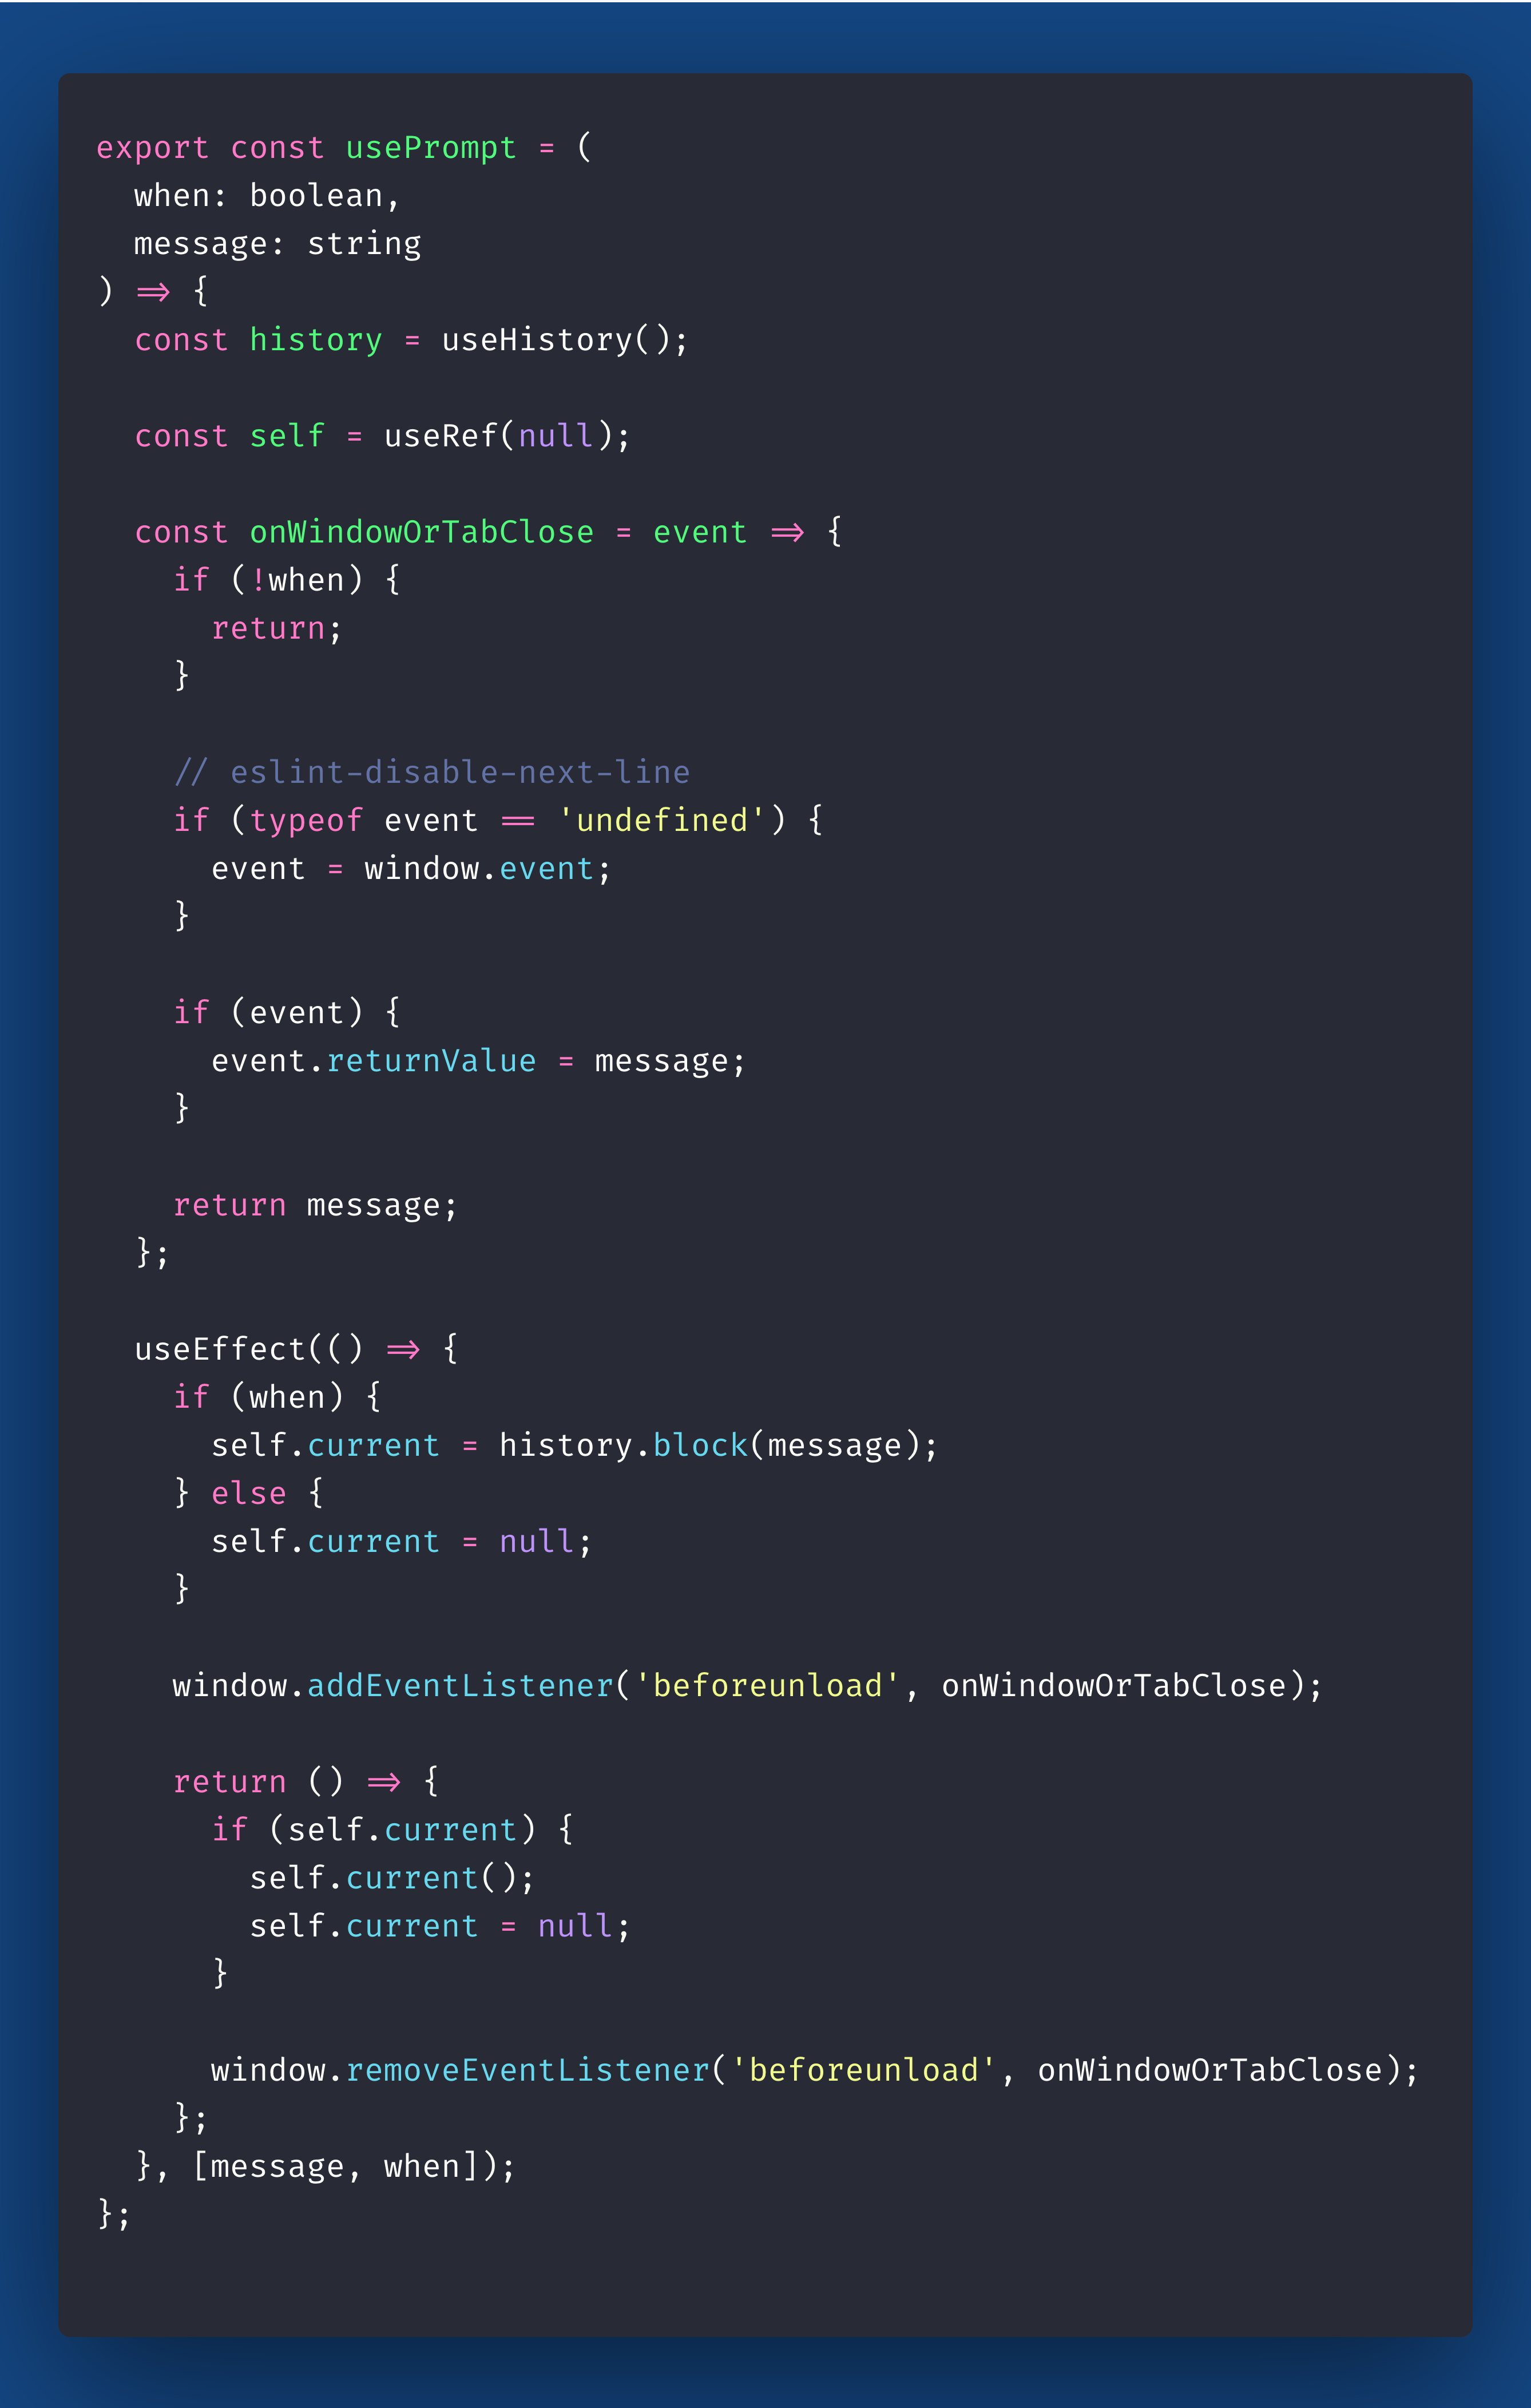 export const usePrompt = (
  when: boolean,
  message: string
) => {
  const history = useHistory();

  const self = useRef(null);

  const onWindowOrTabClose = event => {
    if (!when) {
      return;
    }

    // eslint-disable-next-line
    if (typeof event == 'undefined') {
      event = window.event;
    }

    if (event) {
      event.returnValue = message;
    }

    return message;
  };

  useEffect(() => {
    if (when) {
      self.current = history.block(message);
    } else {
      self.current = null;
    }

    window.addEventListener('beforeunload', onWindowOrTabClose);

    return () => {
      if (self.current) {
        self.current();
        self.current = null;
      }

      window.removeEventListener('beforeunload', onWindowOrTabClose);
    };
  }, [message, when]);
};